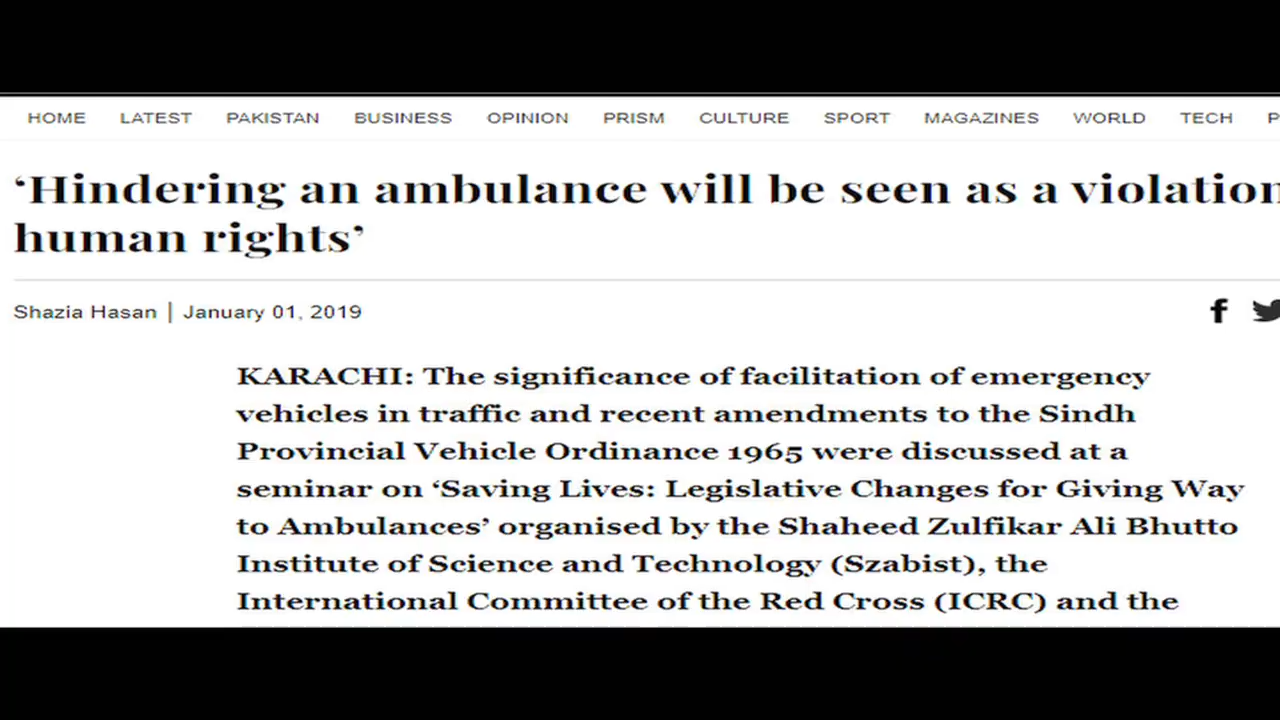 HOME LATEST PAKISTAN BUSINESS OPINION PRISM CULTURE SPORT MAGAZINES WORLD TECH P
‘Hindering an ambulance will be seen as a violation
human rights’
Shazia Hasan | January 01, 2019
KARACHI: The significance of facilitation of emergency
vehicles in traffic and recent amendments to the Sindh
Provincial Vehicle Ordinance 1965 were discussed at a
seminar on ‘Saving Lives: Legislative Changes for Giving Way
to Ambulances’ organised by the Shaheed Zulfikar Ali Bhutto
Institute of Science and Technology (Szabist), the
International Committee of the Red Cross (ICRC) and the